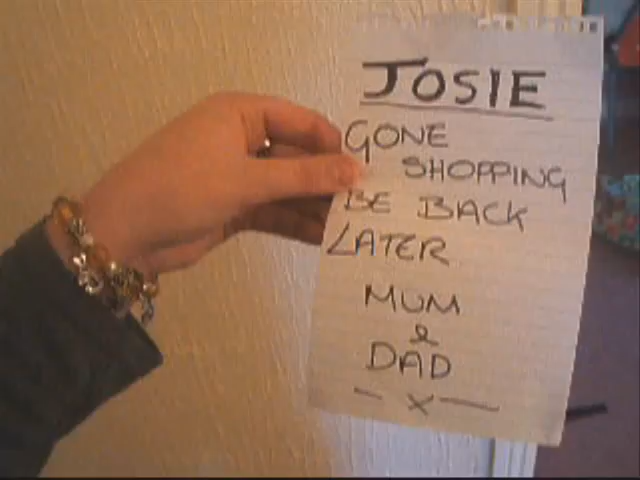 JOSIE
GONE
SHOPPING
BE BACK
LATER
MUM
&
DAD
— x —